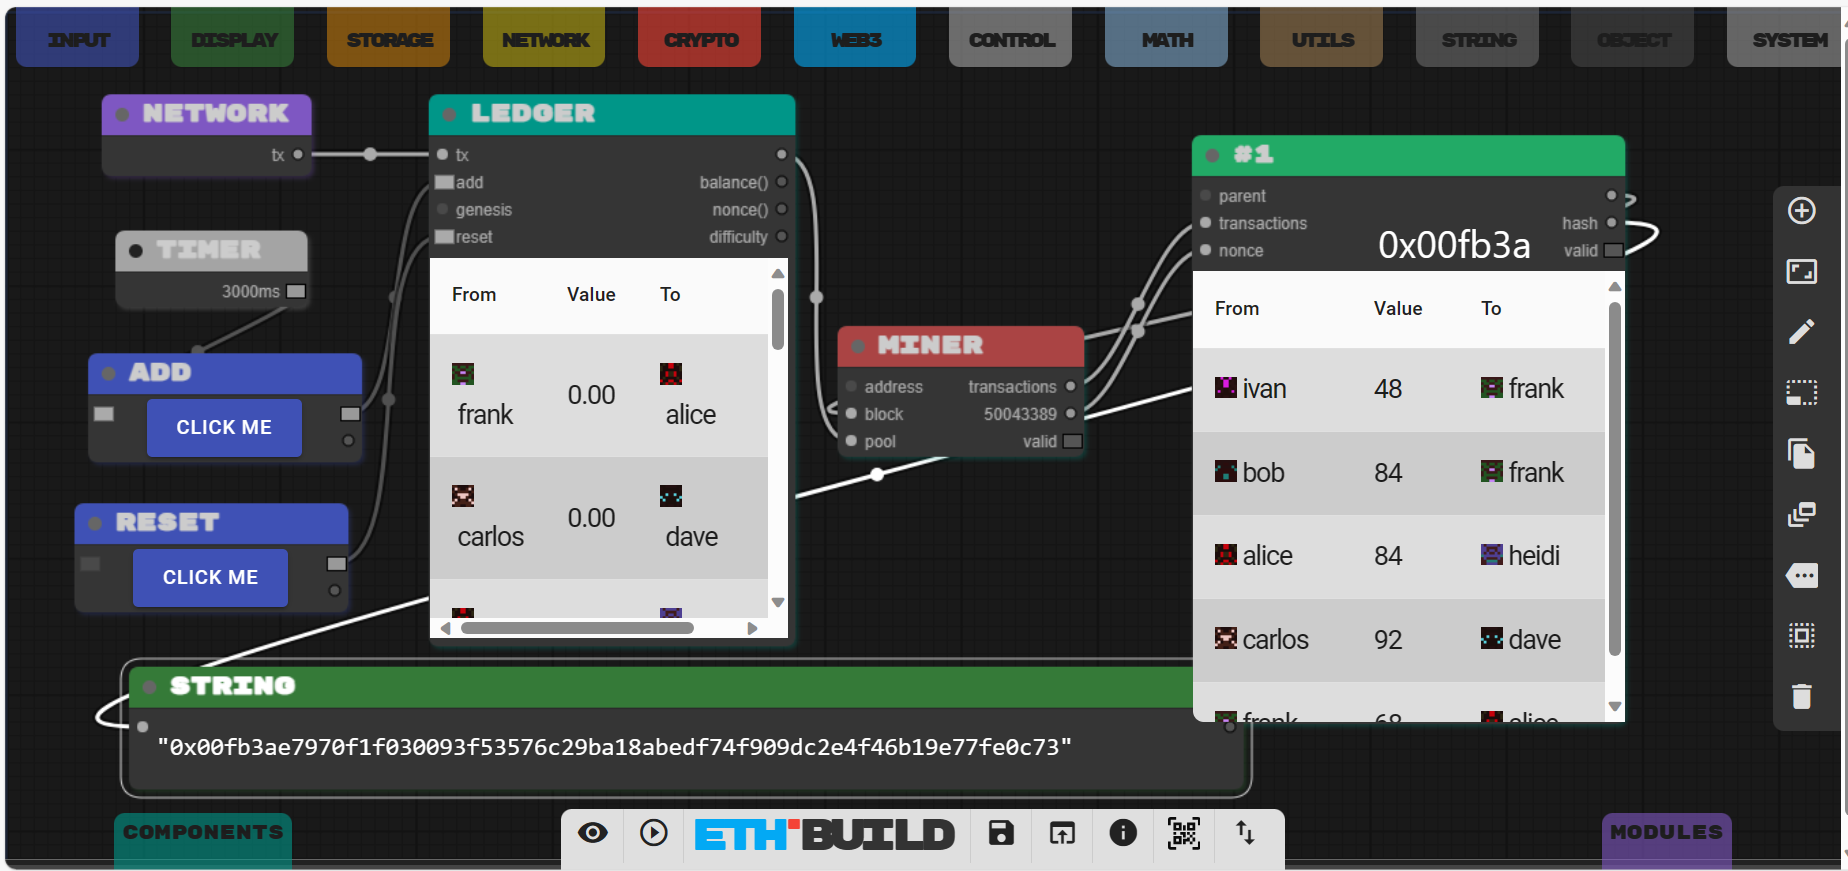 INPUT
DISPLAY
STORAGE
NETWORK
CRYPTO
WEB3
CONTROL
MATH
UTILS
STRING
OBJECT
SYSTEM
NETWORK
tx
TIMER
3000ms
ADD
CLICK ME
RESET
CLICK ME
LEDGER
tx
add
balance()
genesis
nonce()
reset
difficulty
From Value To
frank 0.00 alice
carlos 0.00 dave
MINER
address transactions
block 50043389
pool valid
#1
parent
transactions hash
nonce 0x00fb3a valid
From Value To
ivan 48 frank
bob 84 frank
alice 84 heidi
carlos 92 dave
frank 68 alice
STRING
"0x00fb3ae7970f1f030093f53576c29ba18abedf74f909dc2e4f46b19e77fe0c73"
COMPONENTS
ETH BUILD
MODULES